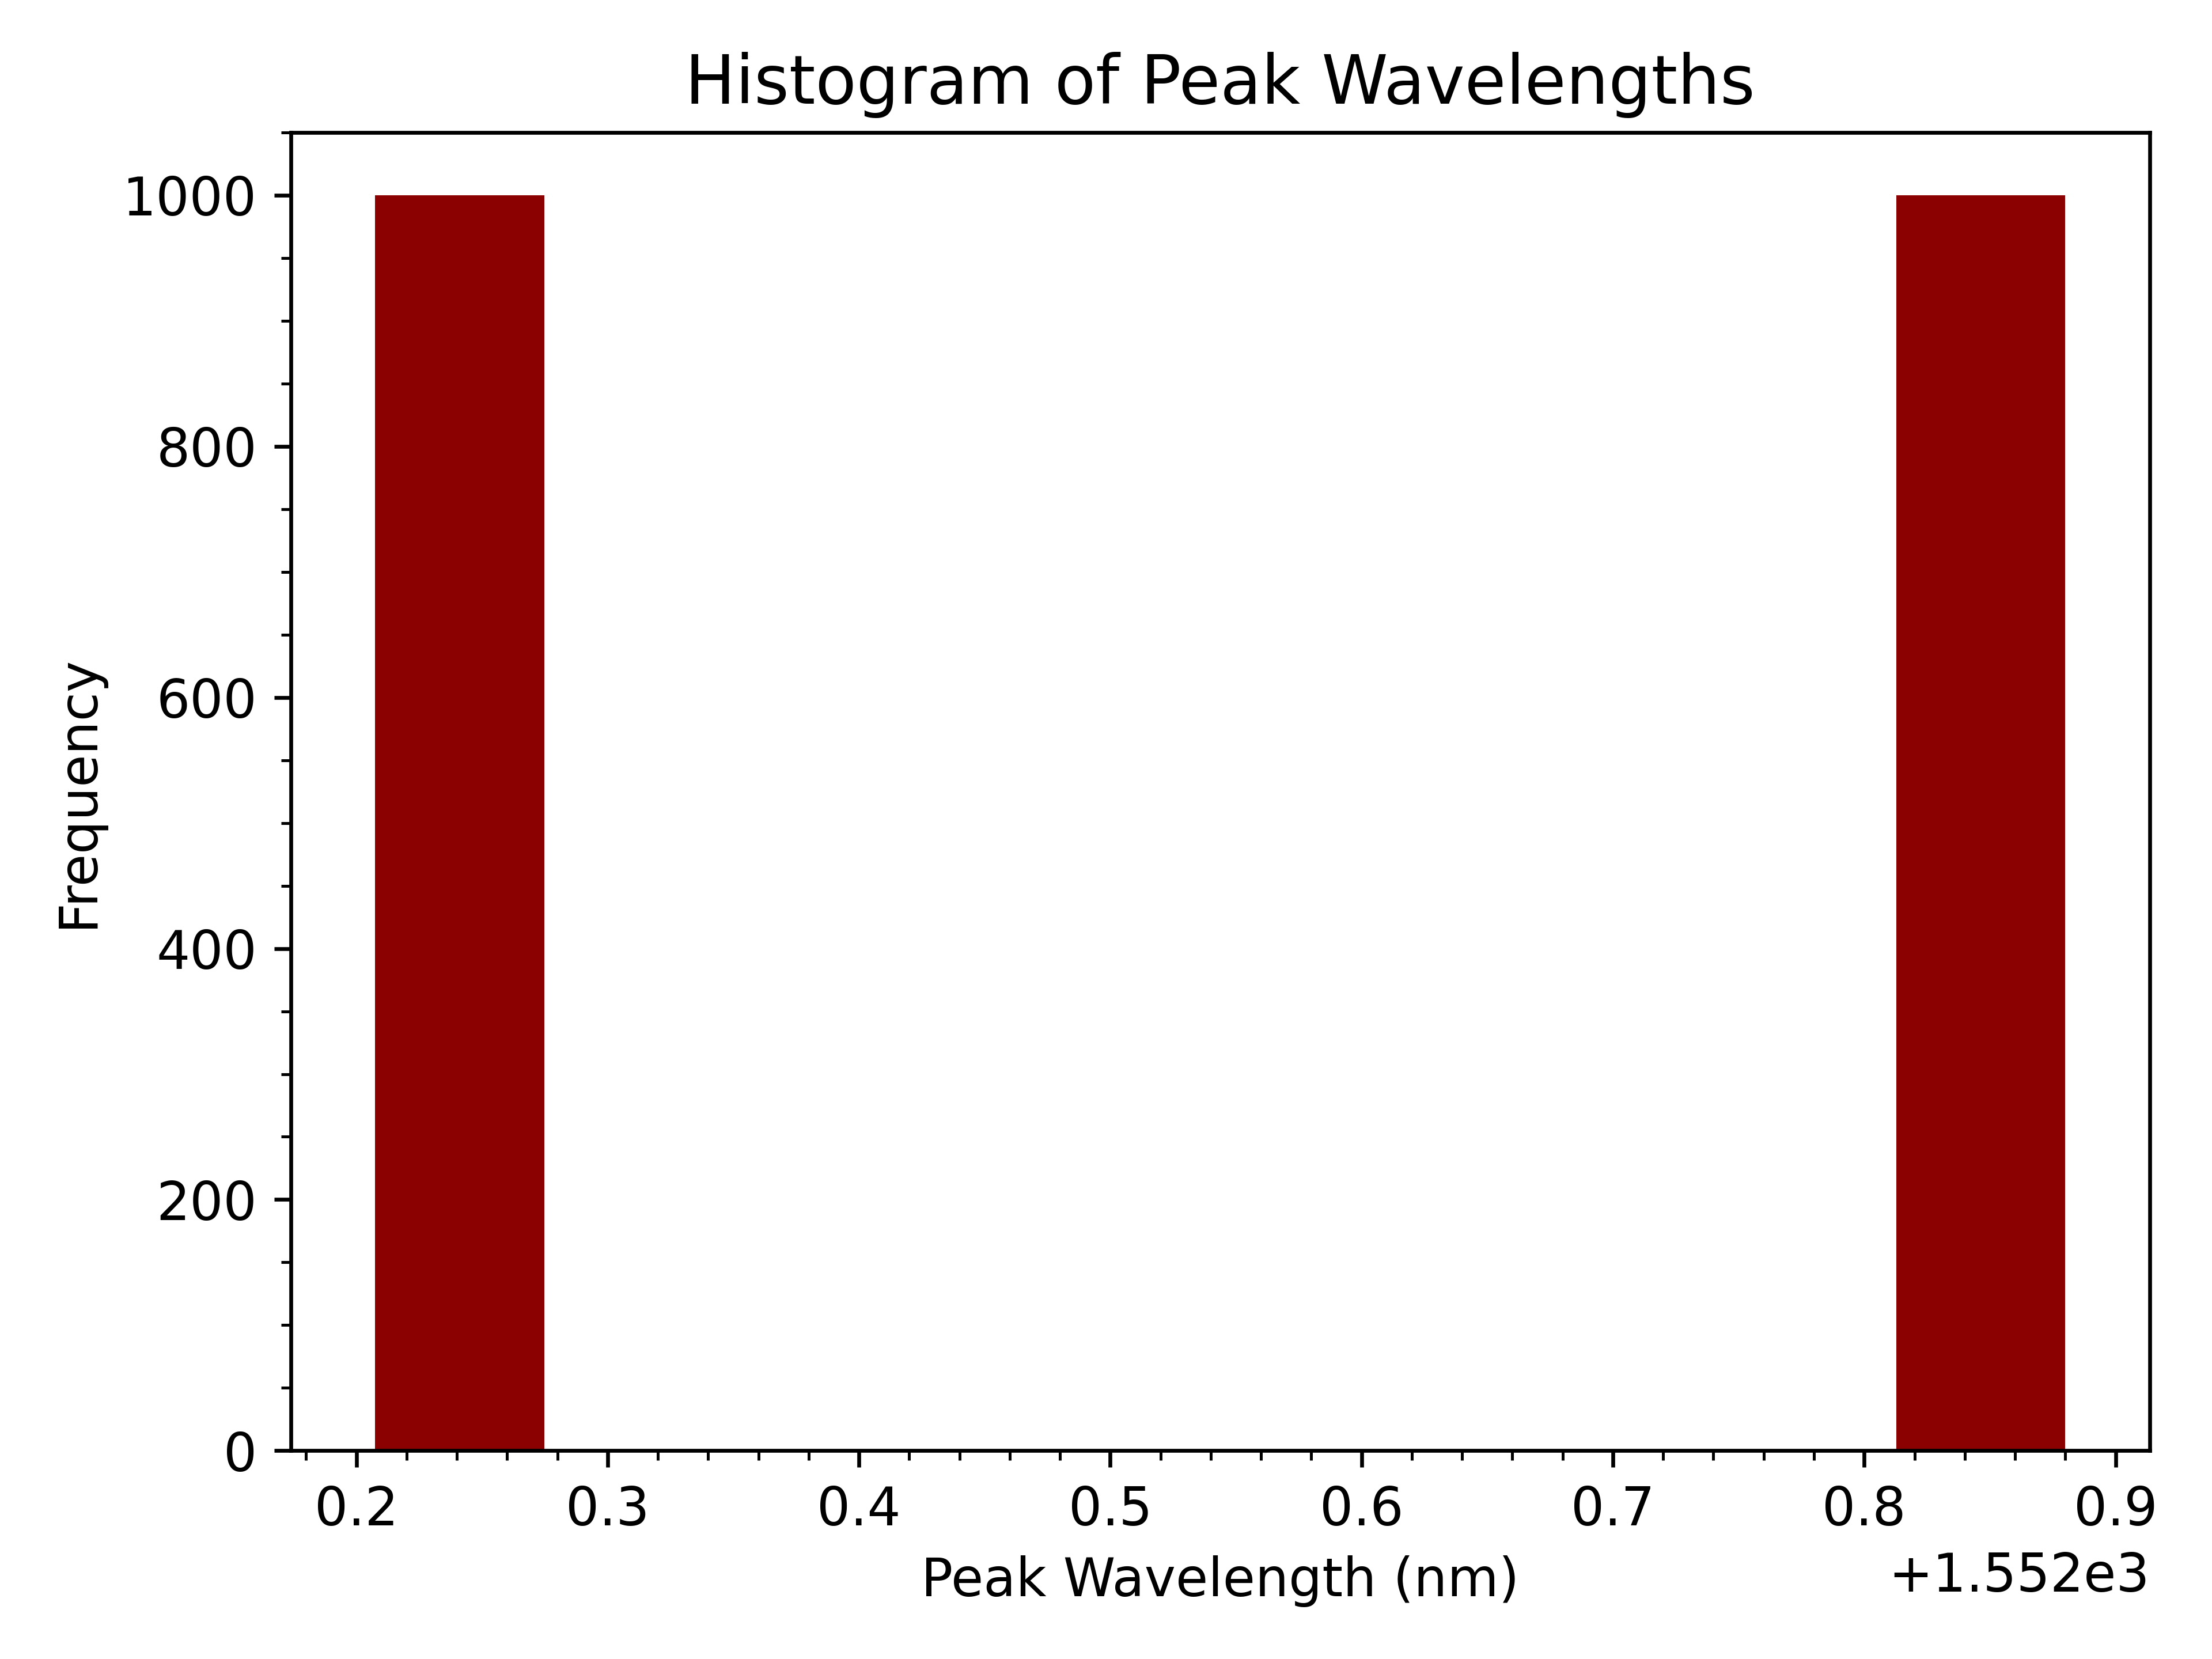 Histogram of Peak Wavelengths
1000
800
600
400
200
0
Frequency
0.2 0.3 0.4 0.5 0.6 0.7 0.8 0.9
Peak Wavelength (nm)
+1.552e3